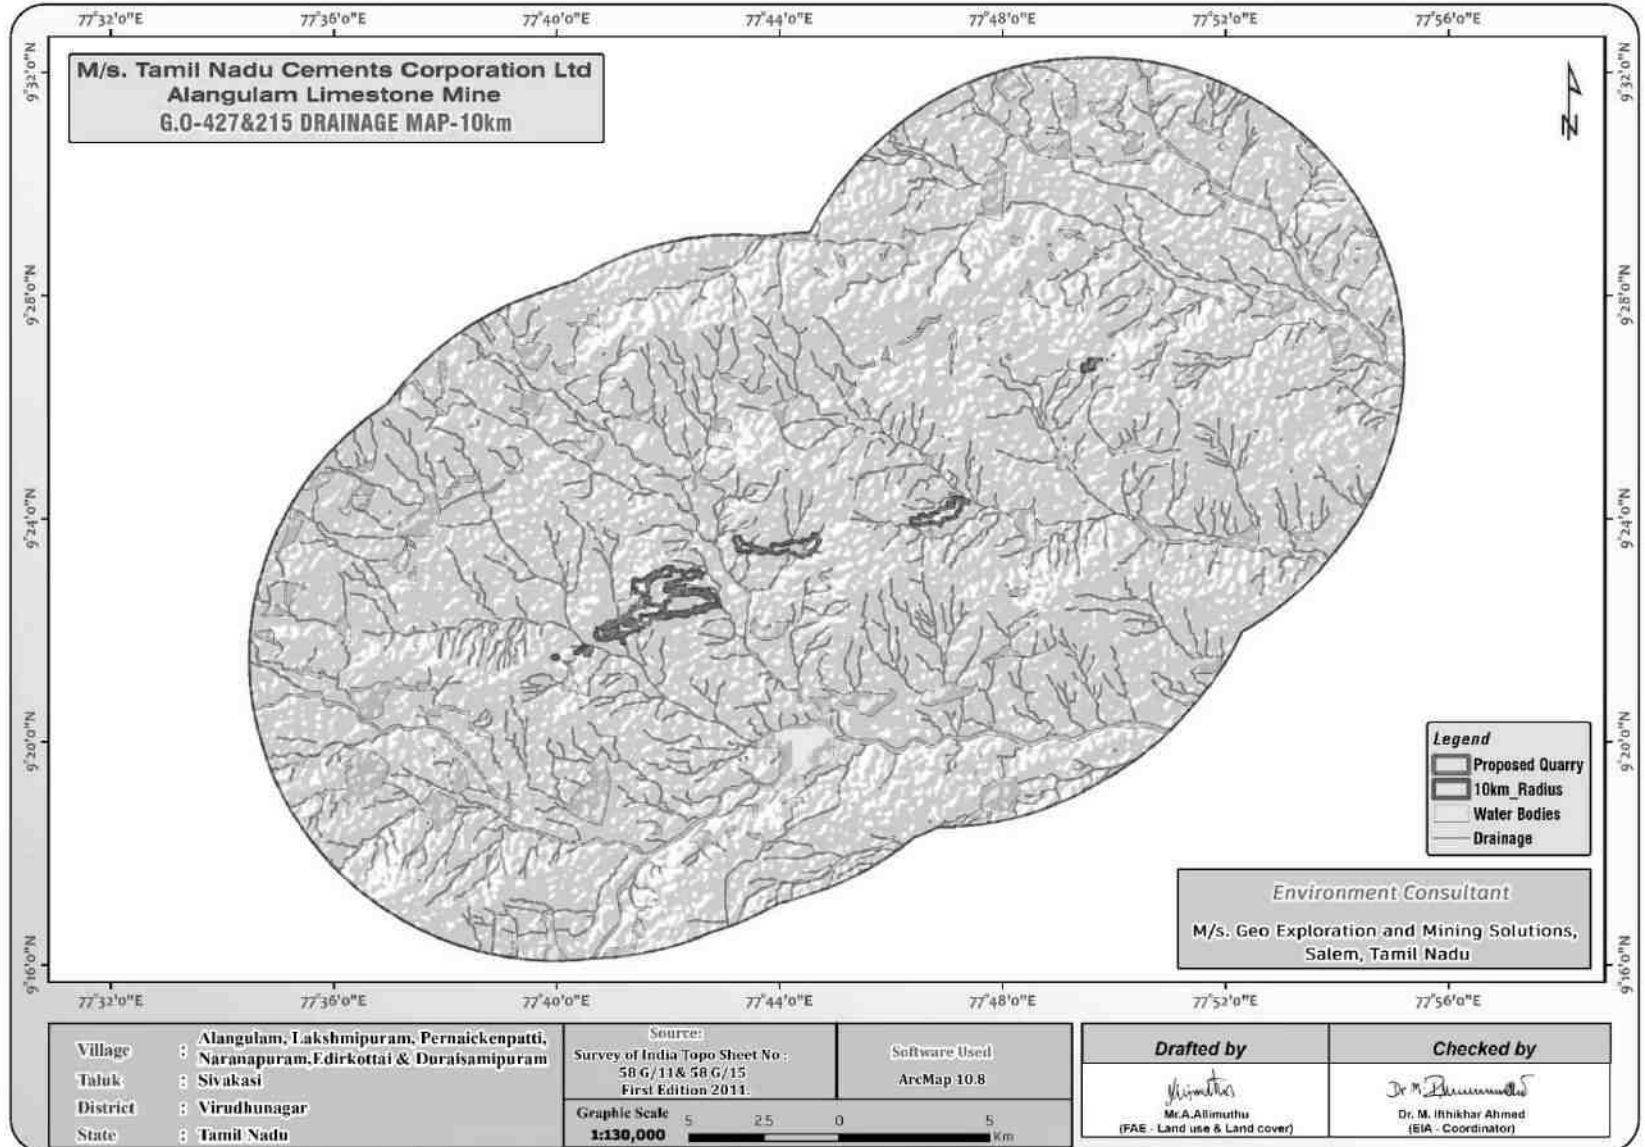 77°32'0"E 77°36'0"E 77°40'0"E 77°44'0"E 77°48'0"E 77°52'0"E 77°56'0"E
M/s. Tamil Nadu Cements Corporation Ltd
Alangulam Limestone Mine
G.O-427&215 DRAINAGE MAP-10km
N
9°32'0"N 9°32'0"N
9°28'0"N 9°28'0"N
9°24'0"N 9°24'0"N
9°20'0"N 9°20'0"N
9°16'0"N 9°16'0"N
Legend
Proposed Quarry
10km_Radius
Water Bodies
Drainage
Environment Consultant
M/s. Geo Exploration and Mining Solutions,
Salem, Tamil Nadu
77°32'0"E 77°36'0"E 77°40'0"E 77°44'0"E 77°48'0"E 77°52'0"E 77°56'0"E
Village : Alangulam, Lakshmipuram, Pernaickenpatti,
Naranapuram,Edirkottai & Duraisamipuram
Taluk : Sivakasi
District : Virudhunagar
State : Tamil Nadu
Source:
Survey of India Topo Sheet No :
58 G/11& 58 G/15
First Edition 2011.
Software Used
ArcMap 10.8
Graphic Scale
1:130,000
5 2.5 0 5
Km
Drafted by
Mr.A.Allimuthu
(FAE - Land use & Land cover)
Checked by
Dr. M. Ifthikhar Ahmed
(EIA - Coordinator)